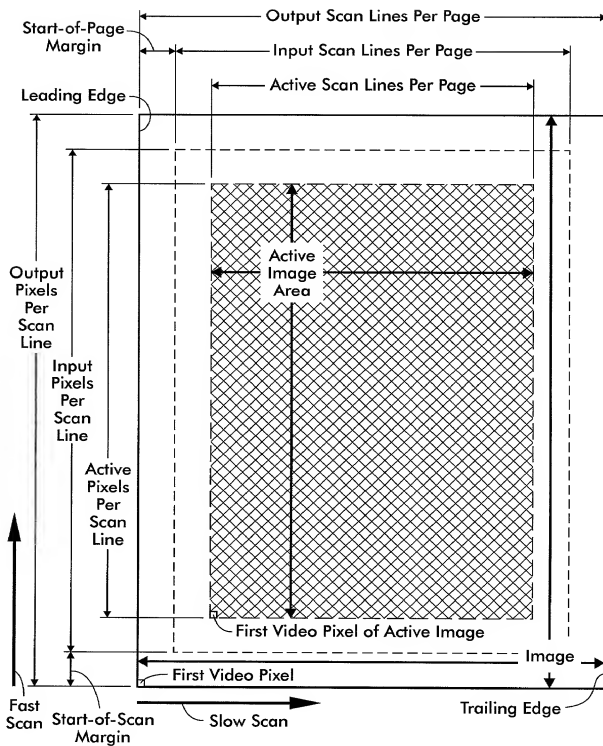 Output Scan Lines Per Page
Start-of-Page
Margin
Input Scan Lines Per Page
Active Scan Lines Per Page
Leading Edge
Active
Image
Area
Output
Pixels
Per
Scan
Line
Input
Pixels
Per
Scan
Line
Active
Pixels
Per
Scan
Line
First Video Pixel of Active Image
Image
First Video Pixel
Fast
Scan
Start-of-Scan
Margin
Slow Scan
Trailing Edge